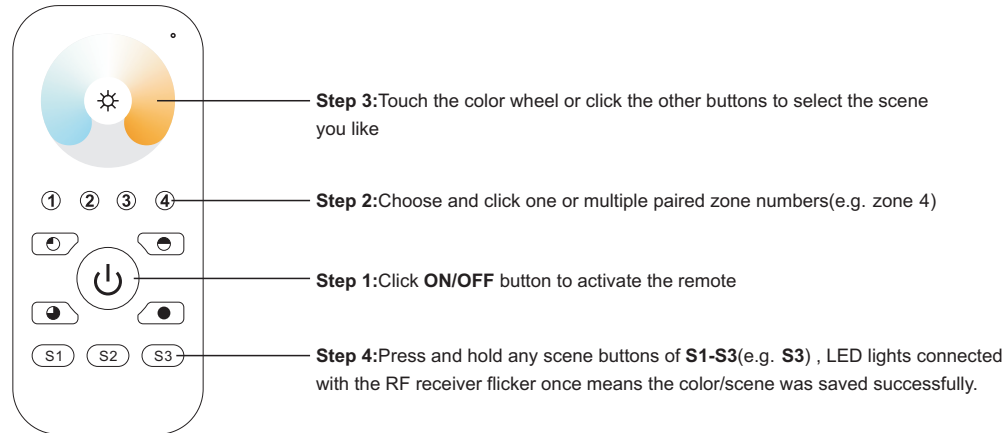 Step 3:Touch the color wheel or click the other buttons to select the scene
you like
① ② ③ ④
Step 2:Choose and click one or multiple paired zone numbers(e.g. zone 4)
Step 1:Click ON/OFF button to activate the remote
S1 S2 S3
Step 4:Press and hold any scene buttons of S1-S3(e.g. S3) , LED lights connected
with the RF receiver flicker once means the color/scene was saved successfully.